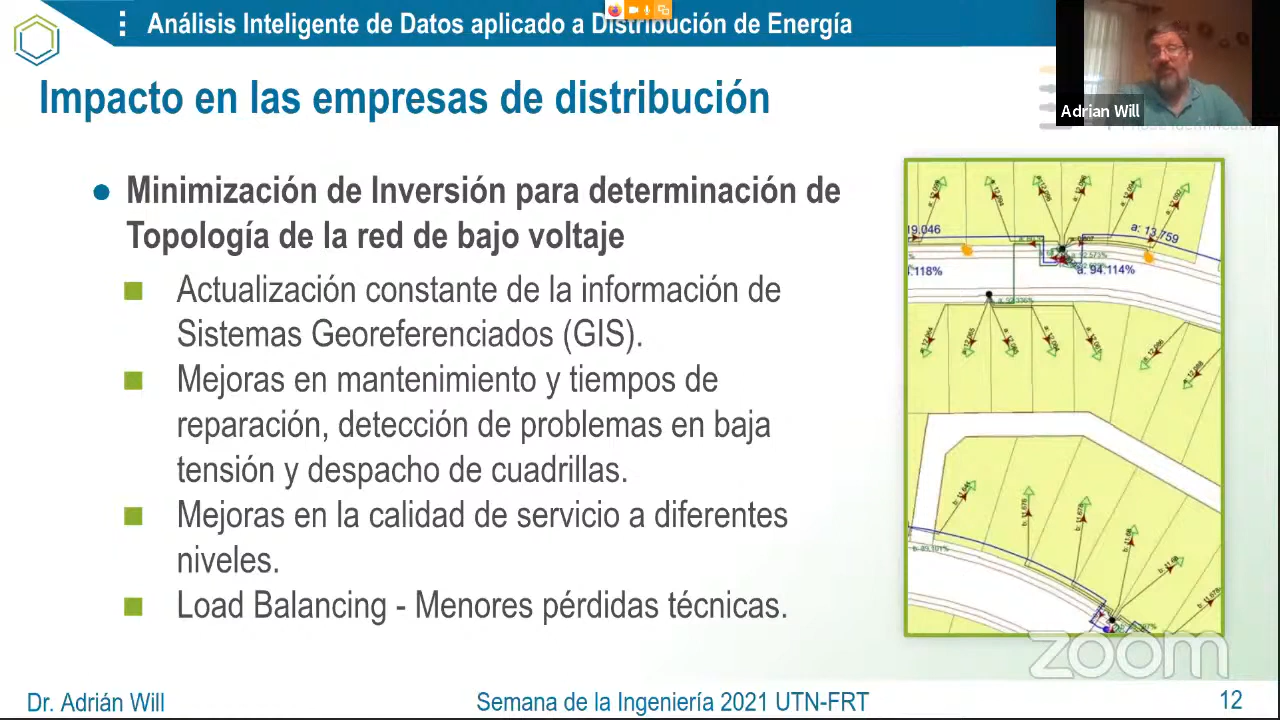 Análisis Inteligente de Datos aplicado a Distribución de Energía
Impacto en las empresas de distribución
Adrian Will
Minimización de Inversión para determinación de
Topología de la red de bajo voltaje
Actualización constante de la información de
Sistemas Georeferenciados (GIS).
Mejoras en mantenimiento y tiempos de
reparación, detección de problemas en baja
tensión y despacho de cuadrillas.
Mejoras en la calidad de servicio a diferentes
niveles.
Load Balancing - Menores pérdidas técnicas.
19.046
a: 13.759
.118%
a: 94.114%
zoom
Dr. Adrián Will
Semana de la Ingeniería 2021 UTN-FRT
12